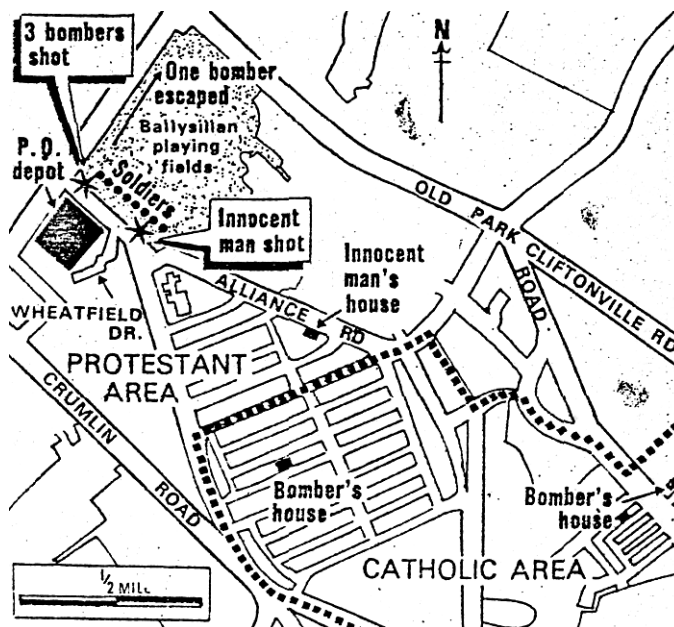 3 bombers
shot
N
One bomber
escaped
Ballysillan
playing
fields
P.O.
depot
Soldiers
Innocent
man shot
OLD PARK
CLIFTONVILLE RD
ROAD
Innocent
man's
house
ALLIANCE RD
WHEATFIELD
DR.
PROTESTANT
AREA
CRUMLIN
ROAD
Bomber's
house
Bomber's
house
CATHOLIC AREA
1/2 MILE